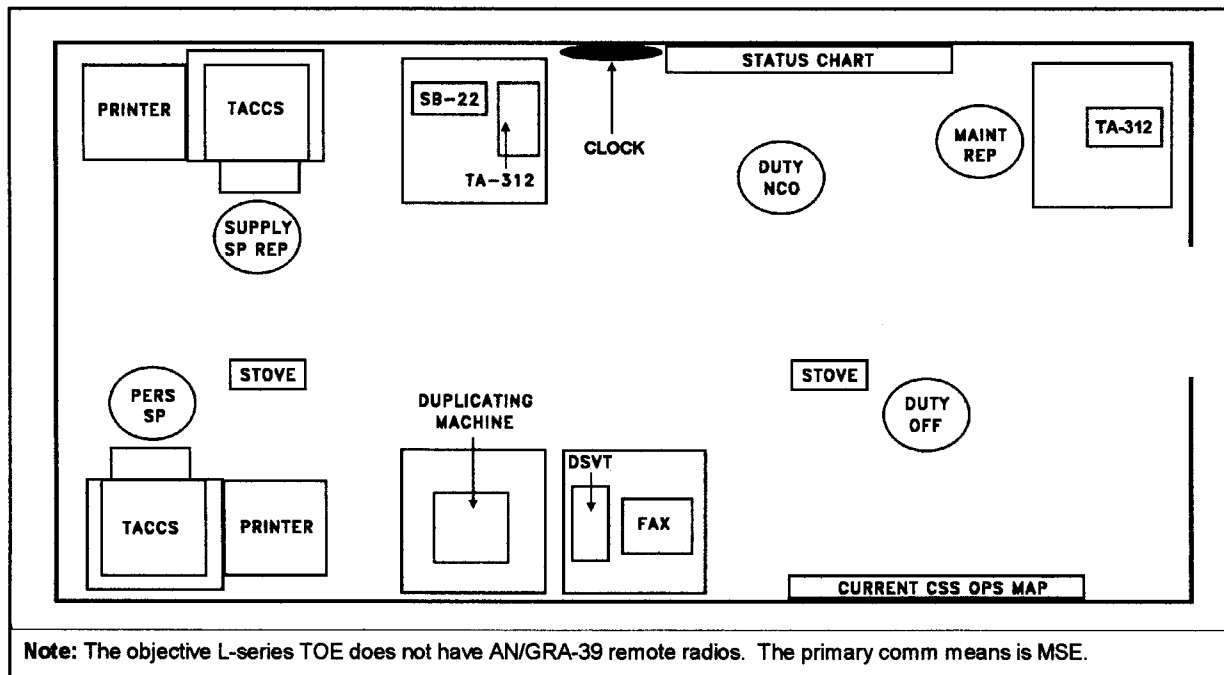 STATUS CHART
PRINTER
TACCS
SB-22
TA-312
CLOCK
DUTY
NCO
MAINT
REP
TA-312
SUPPLY
SP REP
PERS
SP
STOVE
STOVE
DUPLICATING
MACHINE
DUTY
OFF
DSVT
FAX
TACCS
PRINTER
CURRENT CSS OPS MAP
Note: The objective L-series TOE does not have AN/GRA-39 remote radios. The primary comm means is MSE.